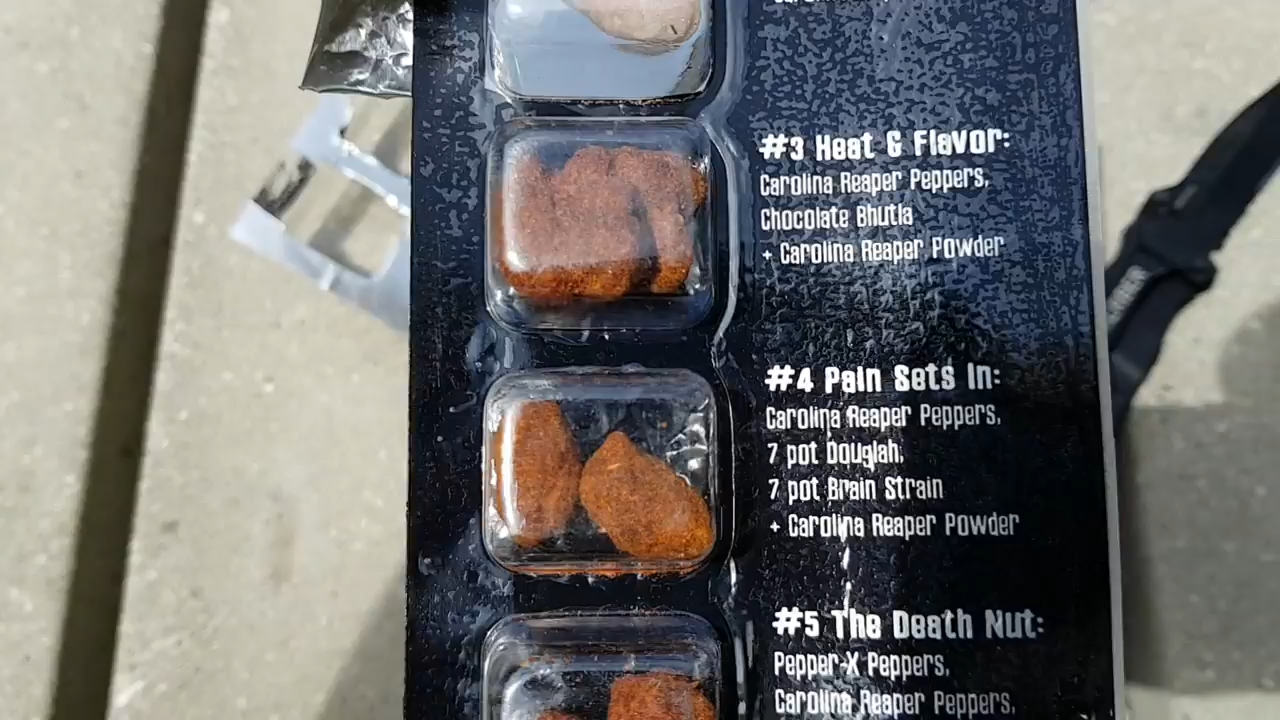 #3 Heat & Flavor:
Carolina Reaper Peppers,
Chocolate Bhutla
+ Carolina Reaper Powder
#4 Pain Sets In:
Carolina Reaper Peppers,
7 pot Douglah,
7 pot Brain Strain
+ Carolina Reaper Powder
#5 The Death Nut:
Pepper-X Peppers,
Carolina Reaper Peppers,